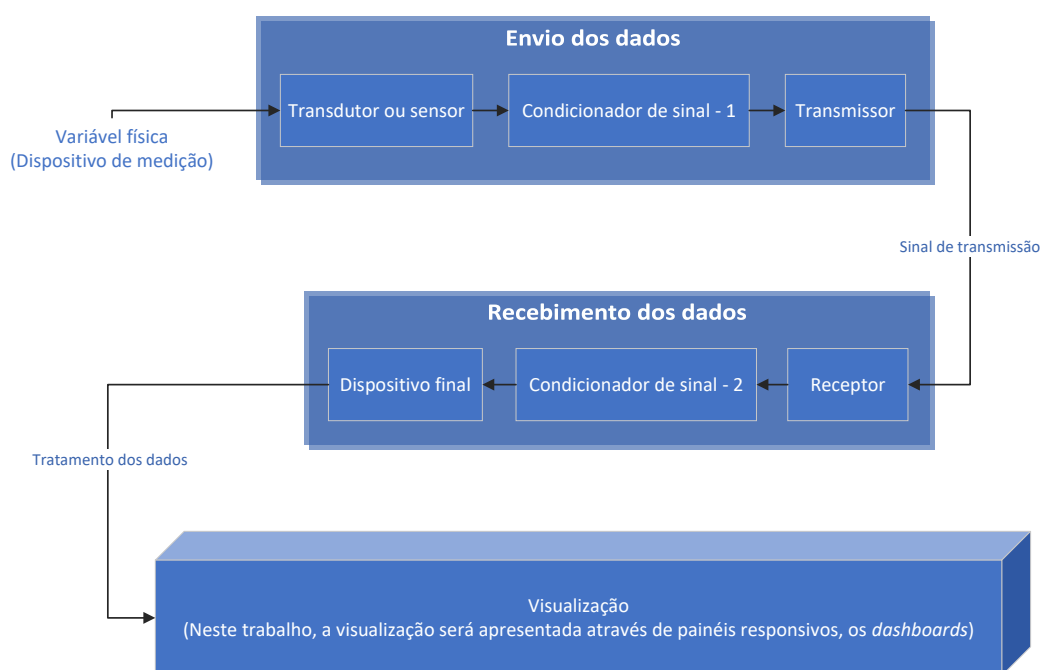 Envio dos dados
Transdutor ou sensor
Condicionador de sinal - 1
Transmissor
Variável física
(Dispositivo de medição)
Sinal de transmissão
Recebimento dos dados
Dispositivo final
Condicionador de sinal - 2
Receptor
Tratamento dos dados
Visualização
(Neste trabalho, a visualização será apresentada através de painéis responsivos, os dashboards)